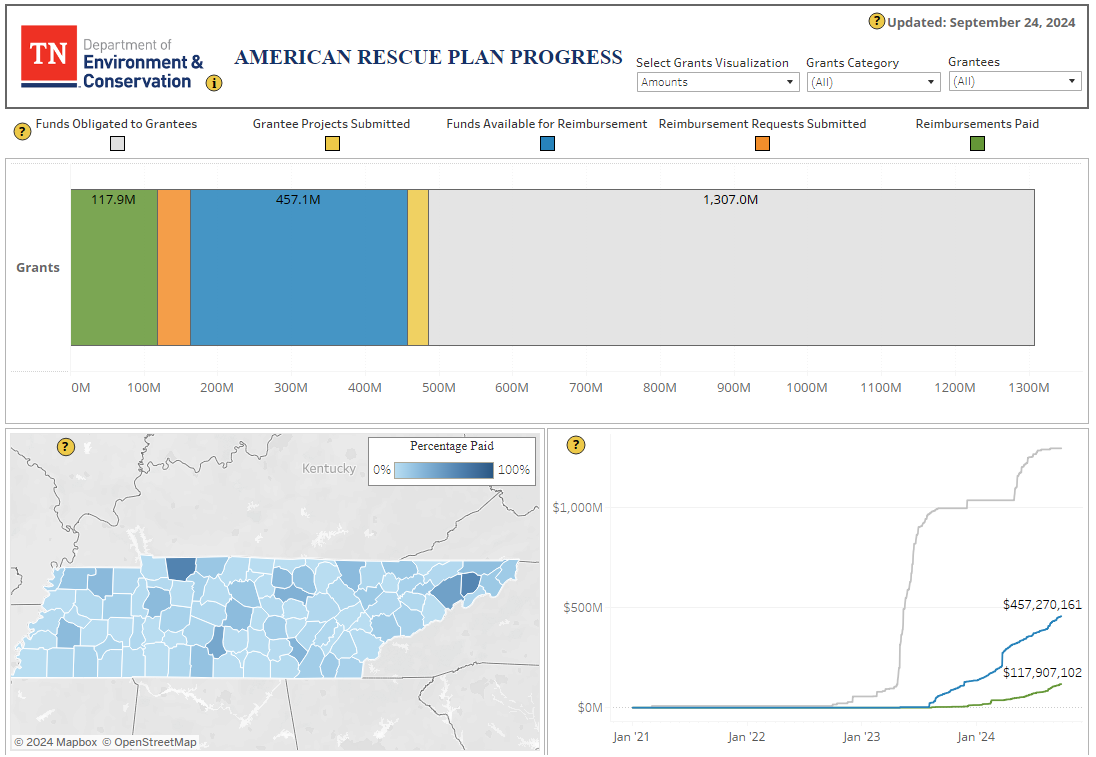 ? Updated: September 24, 2024
TN Department of
Environment &
Conservation i
AMERICAN RESCUE PLAN PROGRESS
Select Grants Visualization Grants Category Grantees
Amounts (All) (All)
? Funds Obligated to Grantees Grantee Projects Submitted Funds Available for Reimbursement Reimbursement Requests Submitted Reimbursements Paid
117.9M 457.1M 1,307.0M
Grants
0M 100M 200M 300M 400M 500M 600M 700M 800M 900M 1000M 1100M 1200M 1300M
?
Percentage Paid
0% 100%
Kentucky
© 2024 Mapbox © OpenStreetMap
?
$1,000M
$500M
$457,270,161
$117,907,102
$0M
Jan '21 Jan '22 Jan '23 Jan '24